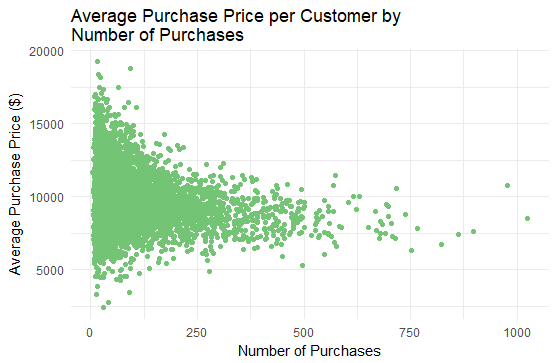 Average Purchase Price per Customer by
Number of Purchases
Average Purchase Price ($)
20000
15000
10000
5000
0
250
500
750
1000
Number of Purchases